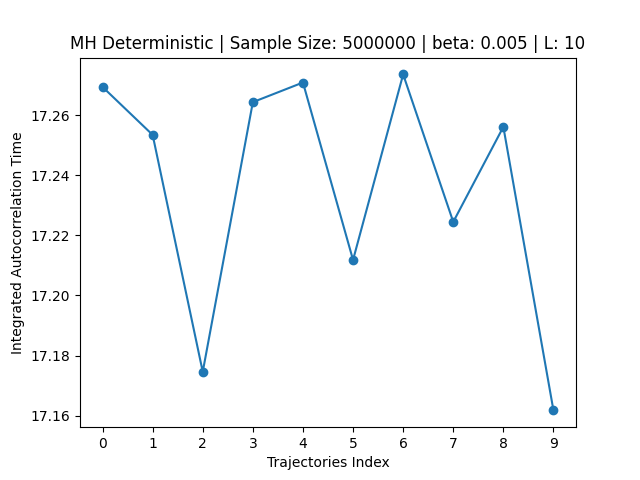 MH Deterministic | Sample Size: 5000000 | beta: 0.005 | L: 10
Integrated Autocorrelation Time
17.26
17.24
17.22
17.20
17.18
17.16
0 1 2 3 4 5 6 7 8 9
Trajectories Index